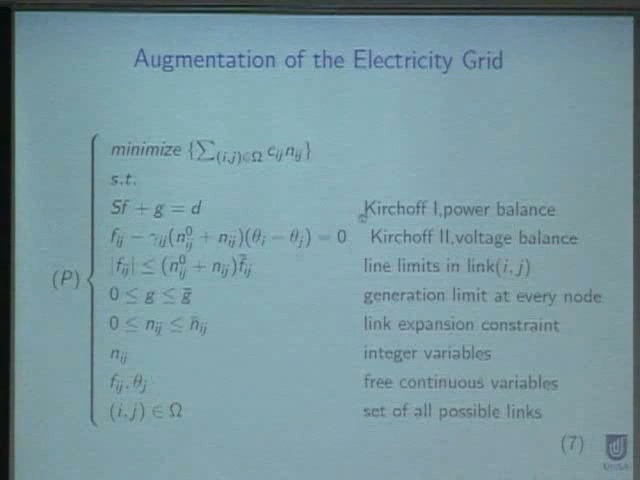 Augmentation of the Electricity Grid
minimize {∑(i,j)∈Ω cij nij}
s.t.
Sf + g = d Kirchoff I,power balance
fij − γij(n⁰ij + nij)(θi − θj) = 0 Kirchoff II,voltage balance
|fij| ≤ (n⁰ij + nij)f̄ij line limits in link(i, j)
(P) 0 ≤ g ≤ ḡ generation limit at every node
0 ≤ nij ≤ n̄ij link expansion constraint
nij integer variables
fij, θj free continuous variables
(i, j) ∈ Ω set of all possible links
(7)
UniSA